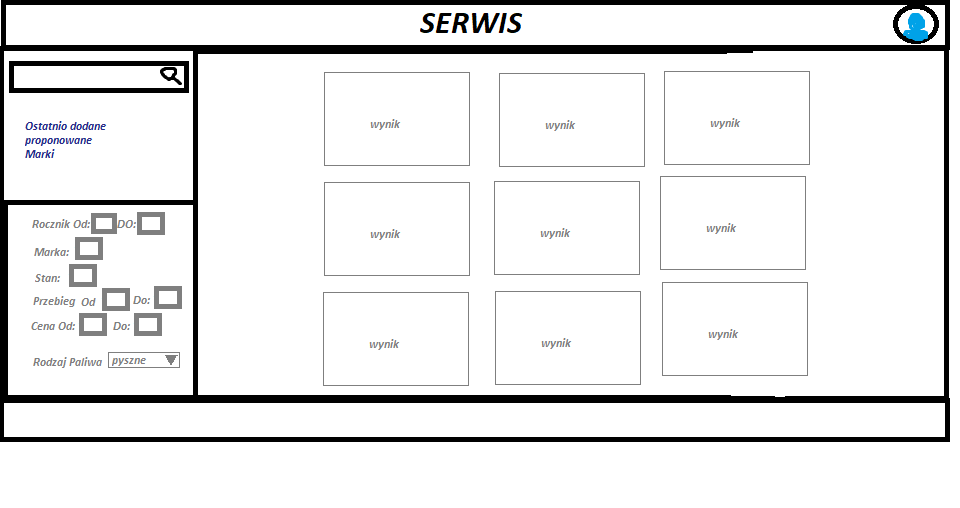 SERWIS
Ostatnio dodane
proponowane
Marki
Rocznik Od: DO:
Marka:
Stan:
Przebieg Od Do:
Cena Od: Do:
Rodzaj Paliwa pyszne
wynik wynik wynik
wynik wynik wynik
wynik wynik wynik